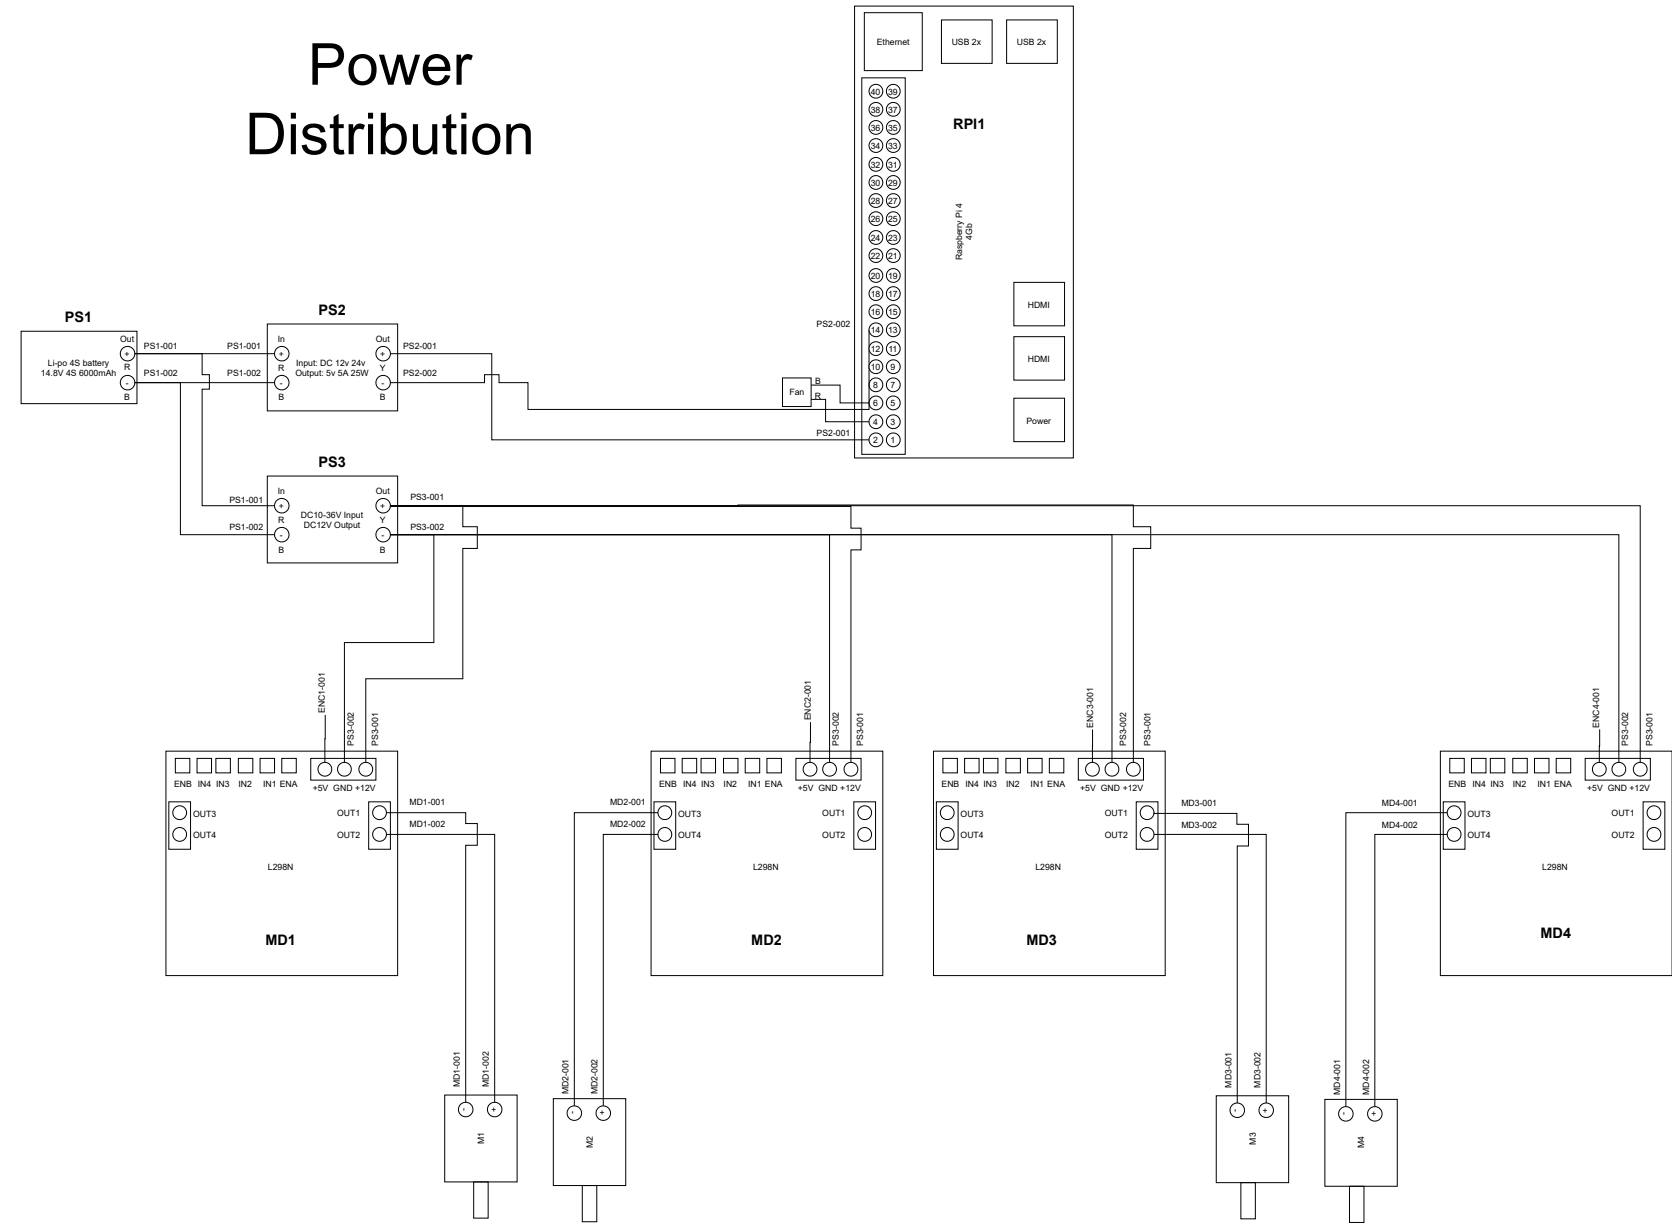 Power
Distribution
Ethernet
USB 2x
USB 2x
40 39
38 37
36 35
34 33
32 31
30 29
28 27
26 25
24 23
22 21
20 19
18 17
16 15
14 13
12 11
10 9
8 7
6 5
4 3
2 1
RPI1
Raspberry Pi 4
4Gb
HDMI
HDMI
Power
PS2-002
Fan
B
R
PS2-001
PS1
Li-po 4S battery
14.8V 4S 6000mAh
Out
+
R
-
B
PS1-001
PS1-002
PS1-001
PS1-002
PS2
In
+
R
-
B
Input: DC 12v 24v
Output: 5v 5A 25W
Out
+
Y
-
B
PS2-001
PS2-002
PS3
PS1-001
PS1-002
In
+
R
-
B
DC10-36V Input
DC12V Output
Out
+
Y
-
B
PS3-001
PS3-002
ENC1-001
PS3-002
PS3-001
ENB IN4 IN3 IN2 IN1 ENA
+5V GND +12V
OUT3
OUT4
OUT1
OUT2
L298N
MD1
MD1-001
MD1-002
ENC2-001
PS3-002
PS3-001
ENB IN4 IN3 IN2 IN1 ENA
+5V GND +12V
MD2-001
MD2-002
OUT3
OUT4
OUT1
OUT2
L298N
MD2
ENC3-001
PS3-002
PS3-001
ENB IN4 IN3 IN2 IN1 ENA
+5V GND +12V
OUT3
OUT4
OUT1
OUT2
L298N
MD3
MD3-001
MD3-002
ENC4-001
PS3-002
PS3-001
ENB IN4 IN3 IN2 IN1 ENA
+5V GND +12V
MD4-001
MD4-002
OUT3
OUT4
OUT1
OUT2
L298N
MD4
MD1-001
MD1-002
- +
M1
MD2-001
MD2-002
- +
M2
MD3-001
MD3-002
- +
M3
MD4-001
MD4-002
- +
M4